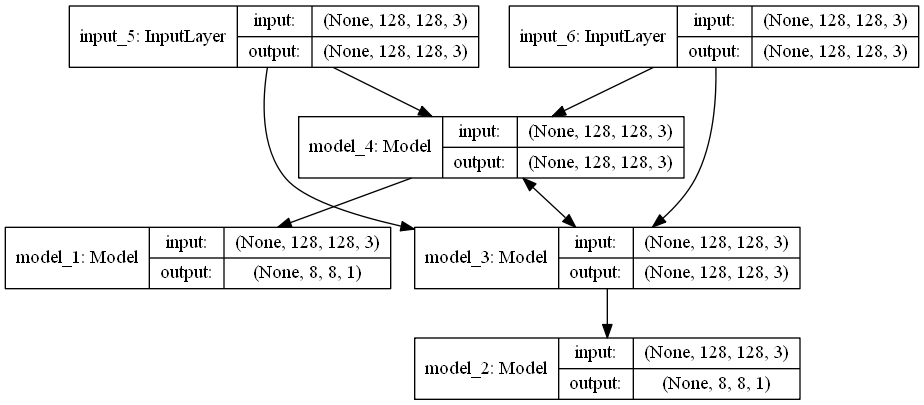 input_5: InputLayer
input:
(None, 128, 128, 3)
output:
(None, 128, 128, 3)
input_6: InputLayer
input:
(None, 128, 128, 3)
output:
(None, 128, 128, 3)
model_4: Model
input:
(None, 128, 128, 3)
output:
(None, 128, 128, 3)
model_1: Model
input:
(None, 128, 128, 3)
output:
(None, 8, 8, 1)
model_3: Model
input:
(None, 128, 128, 3)
output:
(None, 128, 128, 3)
model_2: Model
input:
(None, 128, 128, 3)
output:
(None, 8, 8, 1)